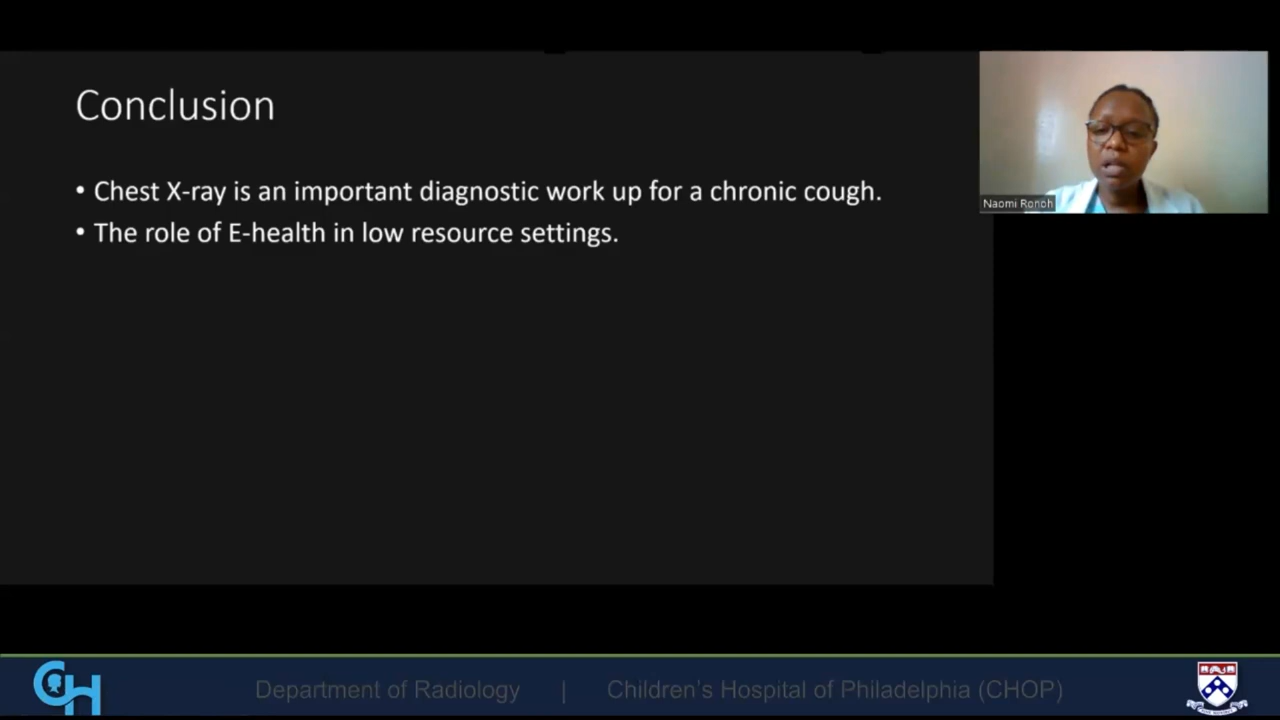 Conclusion
• Chest X-ray is an important diagnostic work up for a chronic cough.
• The role of E-health in low resource settings.
Naomi Ronoh
Department of Radiology | Children's Hospital of Philadelphia (CHOP)
CH